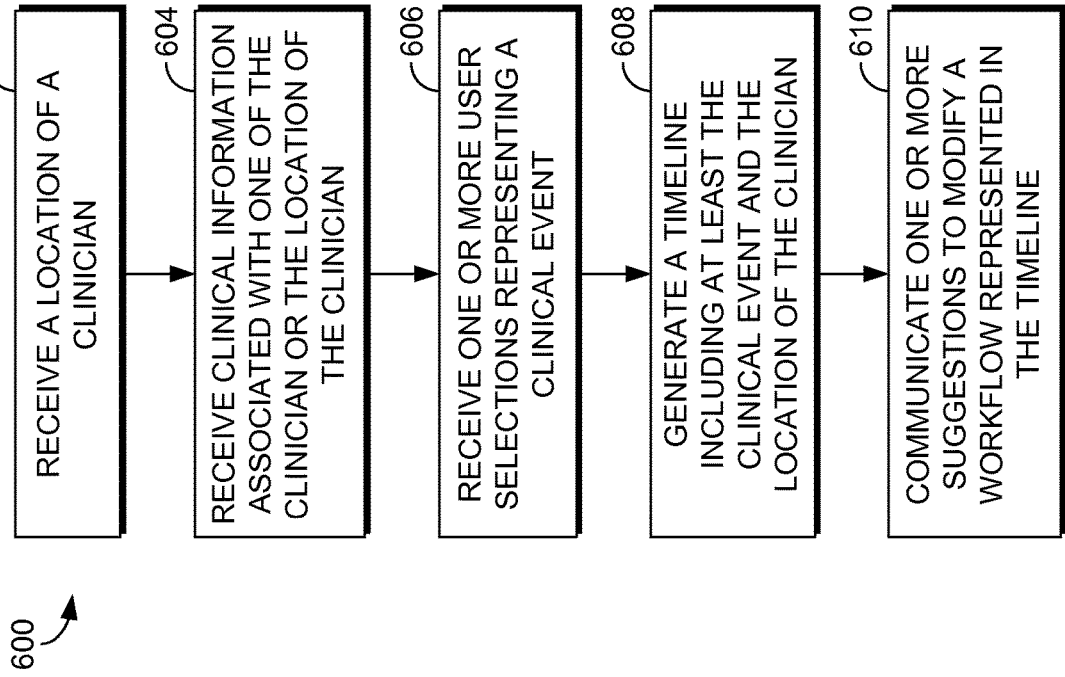 600
RECEIVE A LOCATION OF A
CLINICIAN
604
RECEIVE CLINICAL INFORMATION
ASSOCIATED WITH ONE OF THE
CLINICIAN OR THE LOCATION OF
THE CLINICIAN
606
RECEIVE ONE OR MORE USER
SELECTIONS REPRESENTING A
CLINICAL EVENT
608
GENERATE A TIMELINE
INCLUDING AT LEAST THE
CLINICAL EVENT AND THE
LOCATION OF THE CLINICIAN
610
COMMUNICATE ONE OR MORE
SUGGESTIONS TO MODIFY A
WORKFLOW REPRESENTED IN
THE TIMELINE